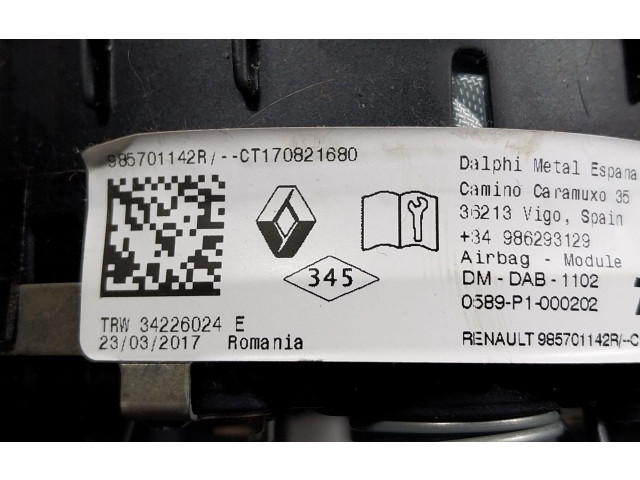 985701142R/--CT170821680
345
TRW 34226024 E
23/03/2017 Romania
Dalphi Metal Espana
Camino Caramuxo 35
36213 Vigo, Spain
+34 986293129
Airbag - Module
DM-DAB-1102
0589-P1-000202
RENAULT 985701142R/--C